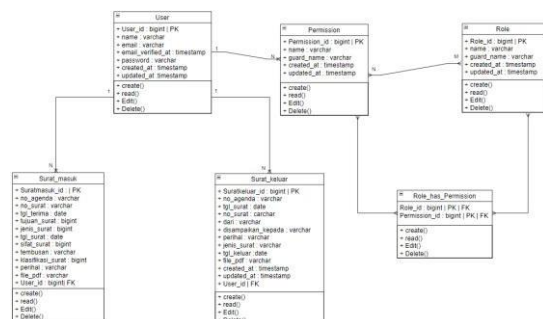 User
+ User_id : bigint | PK
+ name : varchar
+ email : varchar
+ email_verified_at : timestamp
+ password : varchar
+ created_at : timestamp
+ updated_at : timestamp
+ create()
+ read()
+ Edit()
+ Delete()
Permission
+ Permission_id : bigint | PK
+ name : varchar
+ guard_name : varchar
+ created_at : timestamp
+ updated_at : timestamp
+ create()
+ read()
+ Edit()
+ Delete()
Role
+ Role_id : bigint | PK
+ name : varchar
+ guard_name : varchar
+ created_at : timestamp
+ updated_at : timestamp
+ create()
+ read()
+ Edit()
+ Delete()
1
N
N
M
1
1
N
N
Surat_masuk
+ Suratmasuk_id : | PK
+ no_agenda : varchar
+ no_surat : varchar
+ tgl_terima : date
+ tujuan_surat : bigint
+ jenis_surat : bigint
+ tgl_surat : date
+ sifat_surat : bigint
+ tembusan : varchar
+ klasifikasi_surat : bigint
+ perihal : varchar
+ file_pdf : varchar
+ User_id : bigint| FK
+ create()
+ read()
+ Edit()
+ Delete()
Surat_keluar
+ Suratkeluar_id : bigint | PK
+ no_agenda : varchar
+ tgl_surat : date
+ no_surat : carchar
+ dari : varchar
+ disampaikan_kepada : varchar
+ perihal : varchar
+ jenis_surat : varchar
+ tgl_keluar : date
+ file_pdf : varchar
+ created_at : timestamp
+ updated_at : timestamp
+ User_id | FK
+ create()
+ read()
+ Edit()
Role_has_Permission
Role_id : bigint | PK | FK
Permission_id : bigint | PK | FK
+ create()
+ read()
+ Edit()
+ Delete()